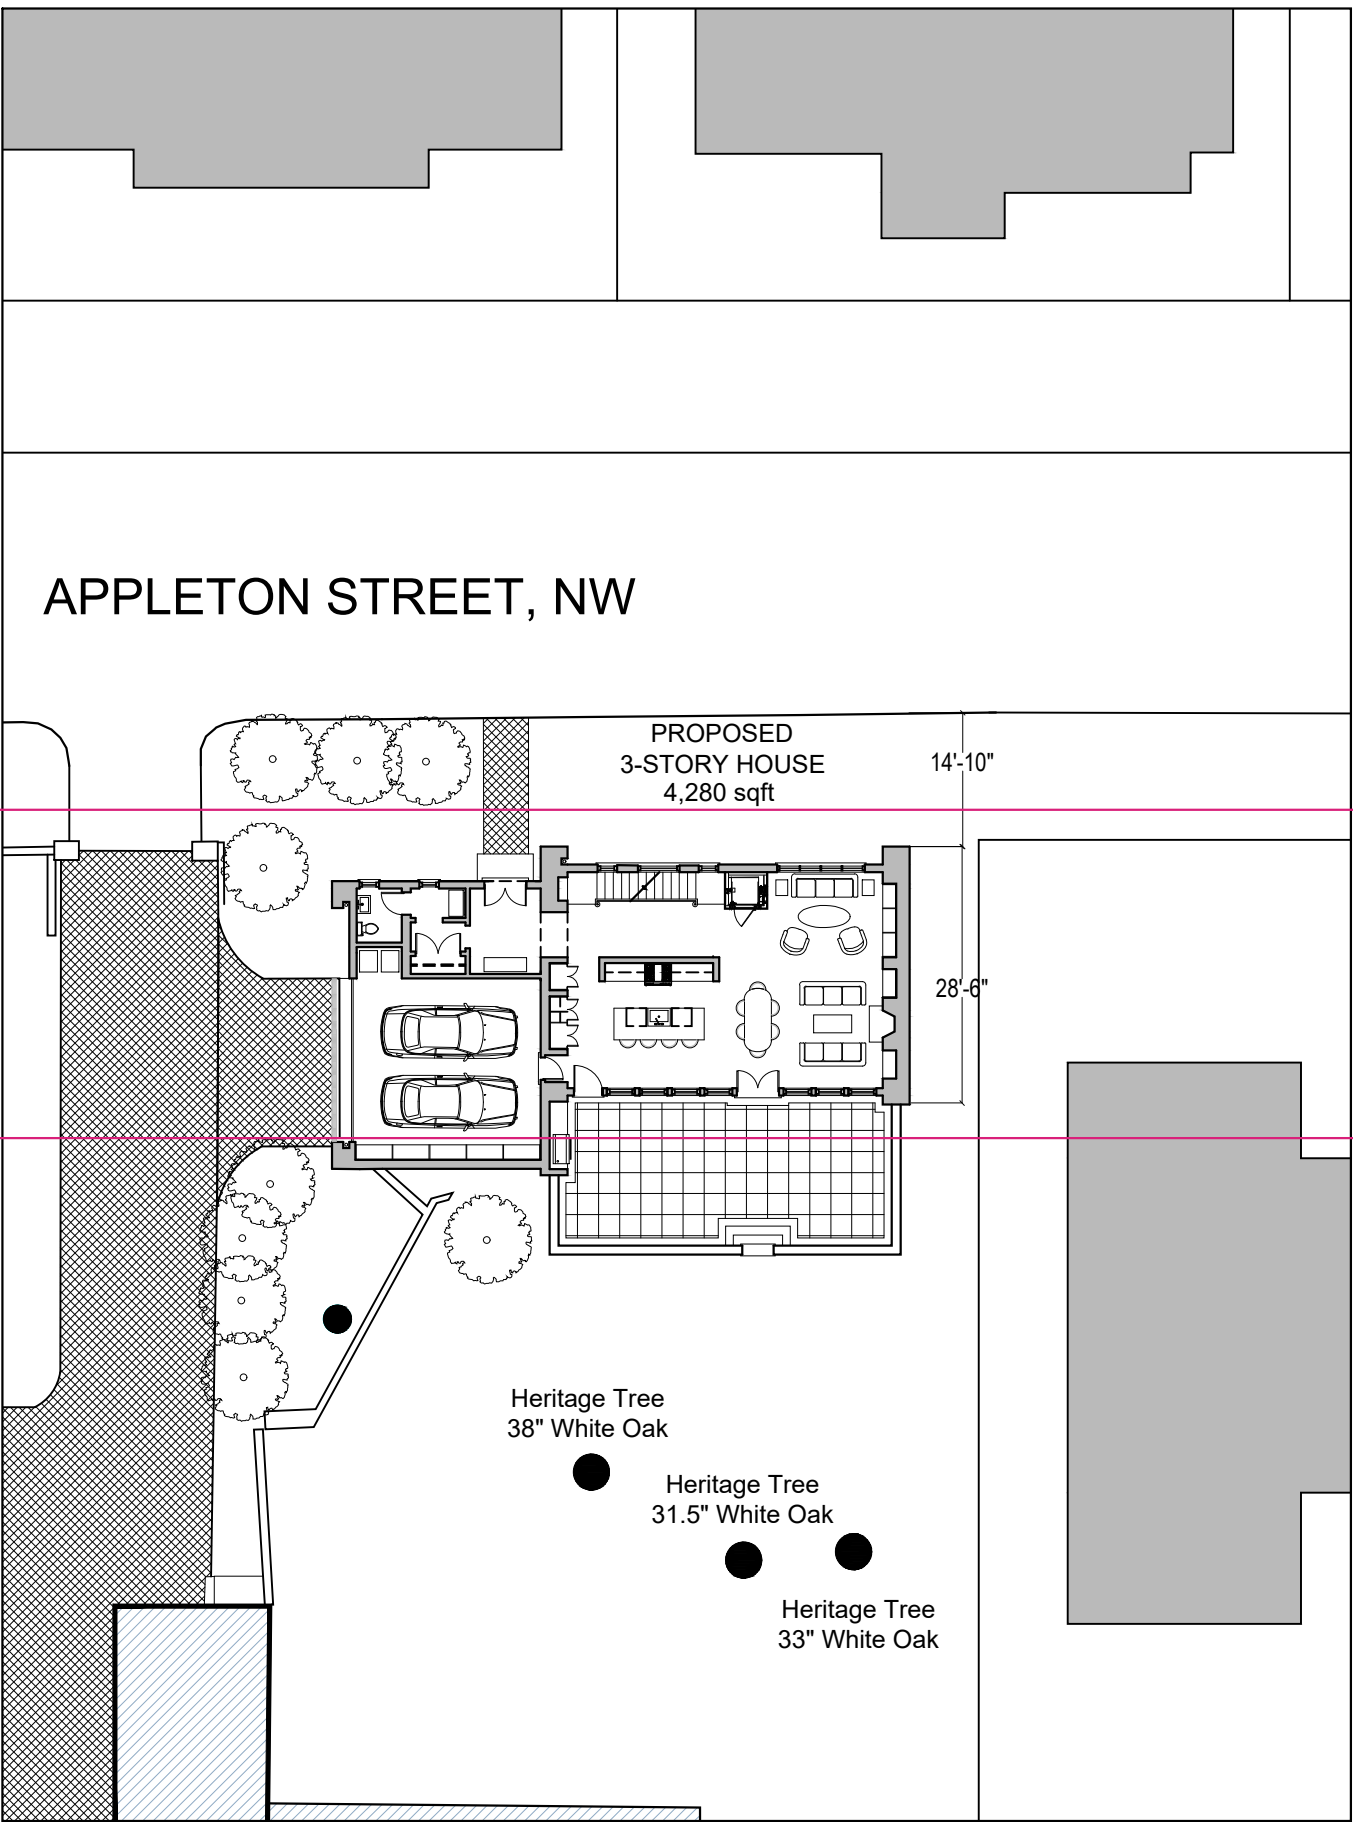 APPLETON STREET, NW
PROPOSED
3-STORY HOUSE
4,280 sqft
14'-10"
28'-6"
Heritage Tree
38" White Oak
Heritage Tree
31.5" White Oak
Heritage Tree
33" White Oak